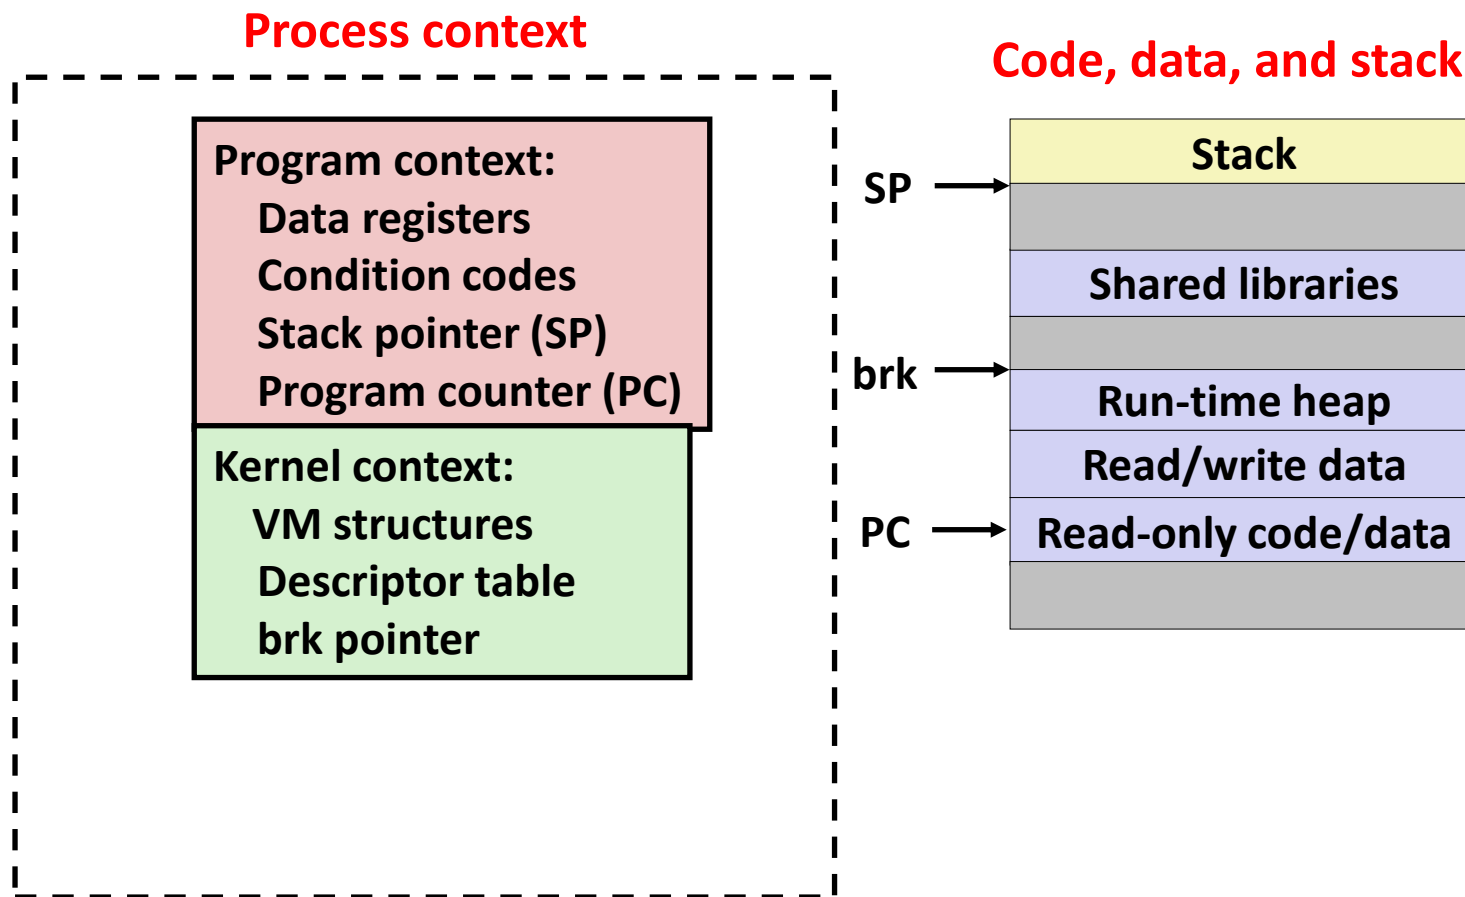 Process context
Program context:
Data registers
Condition codes
Stack pointer (SP)
Program counter (PC)
Kernel context:
VM structures
Descriptor table
brk pointer
Code, data, and stack
Stack
SP
Shared libraries
brk
Run-time heap
Read/write data
PC
Read-only code/data